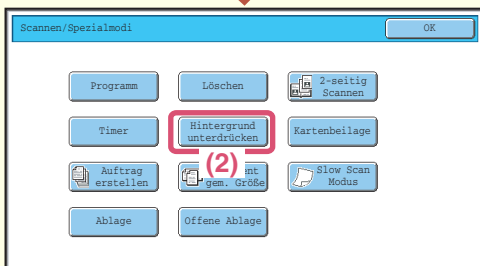 Scannen/Spezialmodi
OK
Programm
Löschen
2-seitig
Scannen
Timer
Hintergrund
unterdrücken
Kartenbeilage
Auftrag
erstellen
(2)
gem. Größe
Slow Scan
Modus
Ablage
Offene Ablage